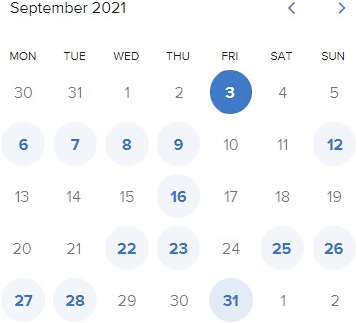 September 2021
MON TUE WED THU FRI SAT SUN
30 31 1 2 3 4 5
6 7 8 9 10 11 12
13 14 15 16 17 18 19
20 21 22 23 24 25 26
27 28 29 30 31 1 2